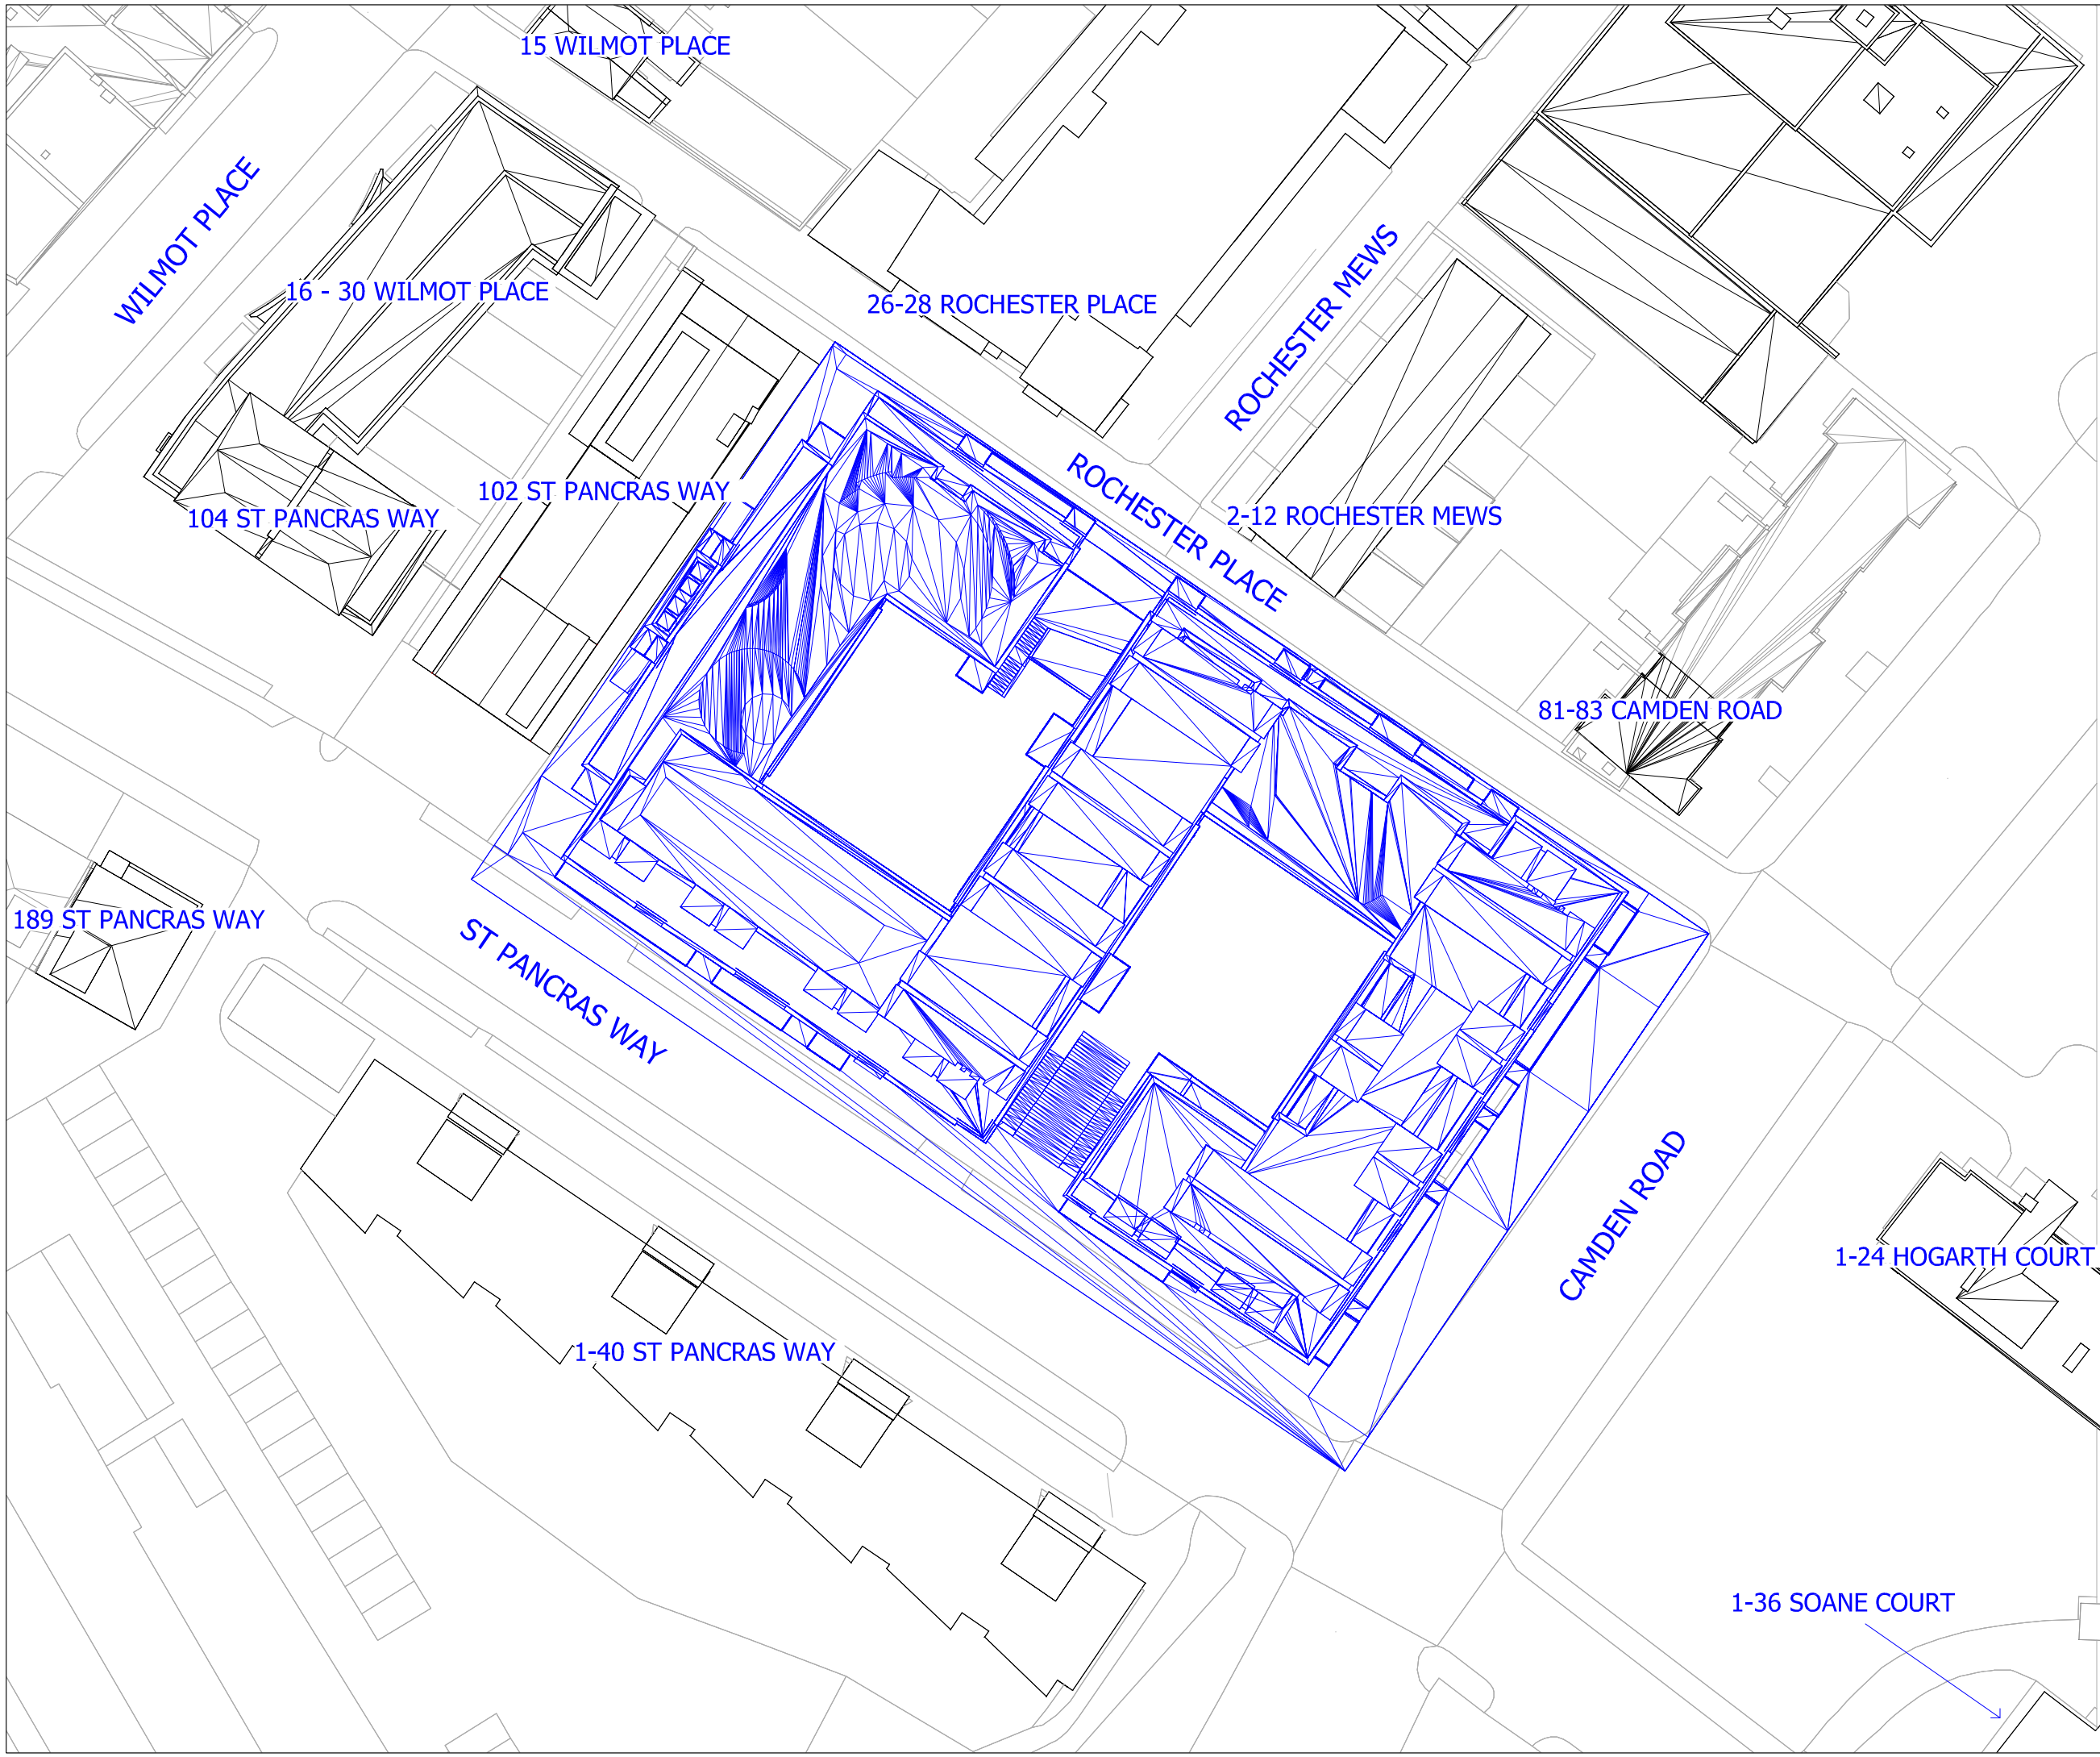 15 WILMOT PLACE
WILMOT PLACE
16 - 30 WILMOT PLACE
26-28 ROCHESTER PLACE
ROCHESTER MEWS
102 ST PANCRAS WAY
104 ST PANCRAS WAY
ROCHESTER PLACE
2-12 ROCHESTER MEWS
81-83 CAMDEN ROAD
189 ST PANCRAS WAY
ST PANCRAS WAY
CAMDEN ROAD
1-24 HOGARTH COURT
1-40 ST PANCRAS WAY
1-36 SOANE COURT